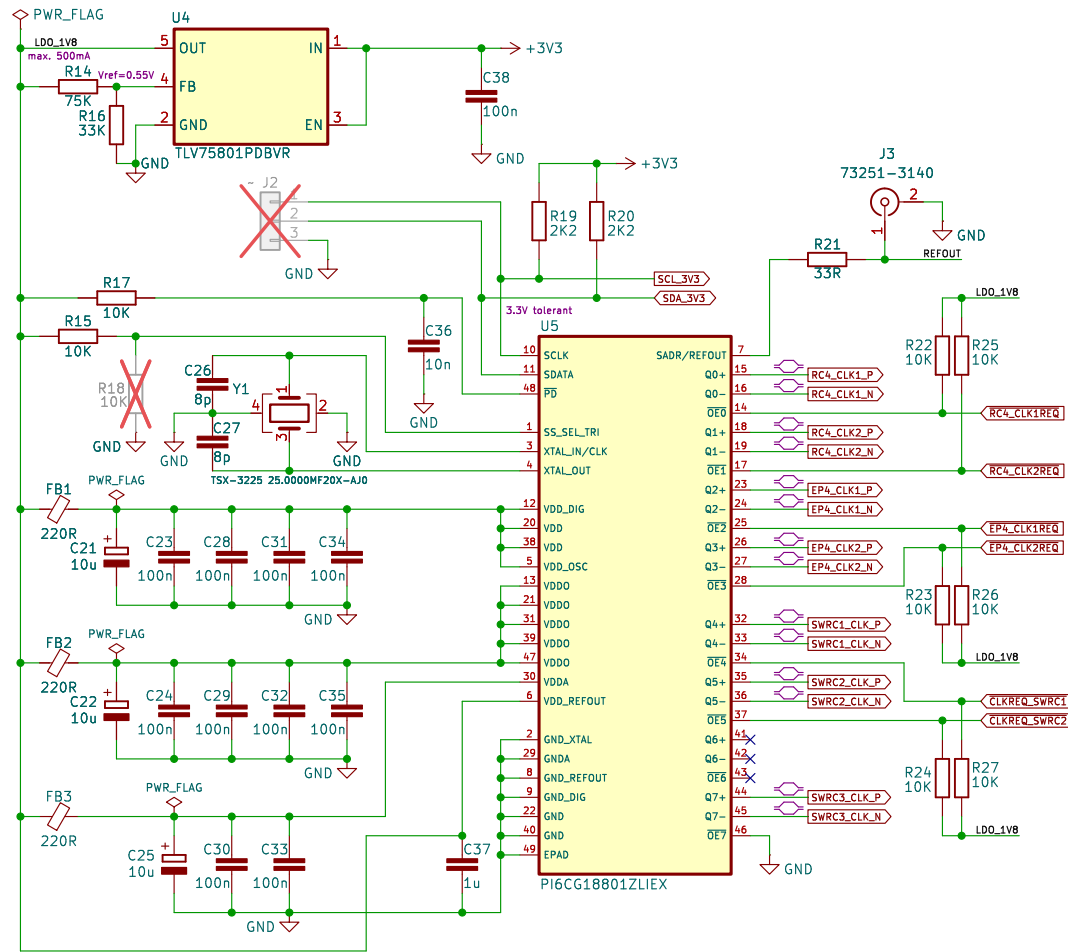 PWR_FLAG
U4
LDO_1V8
max. 500mA
5 OUT
IN 1
+3V3
R14
75K
Vref=0.55V
4 FB
C38
100n
R16
33K
2 GND
EN 3
GND
TLV75801PDBVR
GND
+3V3
J3
73251-3140
~ J2
1
2
3
GND
R19
2K2
R20
2K2
2
1
GND
R21
33R
REFOUT
SCL_3V3
SDA_3V3
3.3V tolerant
R17
10K
R15
10K
C36
10n
GND
LDO_1V8
R22
10K
R25
10K
R18
10K
GND
C26
8p
Y1
C27
8p
1
4
2
3
GND
GND
TSX-3225 25.0000MF20X-AJ0
U5
10 SCLK
11 SDATA
48 PD
1 SS_SEL_TRI
3 XTAL_IN/CLK
4 XTAL_OUT
12 VDD_DIG
20 VDD
38 VDD
5 VDD_OSC
13 VDDO
21 VDDO
31 VDDO
39 VDDO
47 VDDO
30 VDDA
6 VDD_REFOUT
2 GND_XTAL
29 GNDA
8 GND_REFOUT
9 GND_DIG
22 GND
40 GND
49 EPAD
SADR/REFOUT 7
Q0+ 15 RC4_CLK1_P
Q0- 16 RC4_CLK1_N
OE0 14 RC4_CLK1REQ
Q1+ 18 RC4_CLK2_P
Q1- 19 RC4_CLK2_N
OE1 17 RC4_CLK2REQ
Q2+ 23 EP4_CLK1_P
Q2- 24 EP4_CLK1_N
OE2 25 EP4_CLK1REQ
Q3+ 26 EP4_CLK2_P
EP4_CLK2REQ
Q3- 27 EP4_CLK2_N
OE3 28
R23
10K
R26
10K
Q4+ 32 SWRC1_CLK_P
Q4- 33 SWRC1_CLK_N
OE4 34
LDO_1V8
Q5+ 35 SWRC2_CLK_P
Q5- 36 SWRC2_CLK_N
CLKREQ_SWRC1
OE5 37 CLKREQ_SWRC2
Q6+ 41
Q6- 42
OE6 43
R24
10K
R27
10K
Q7+ 44 SWRC3_CLK_P
Q7- 45 SWRC3_CLK_N
OE7 46
LDO_1V8
GND
PI6CG18801ZLIEX
FB1
220R
PWR_FLAG
+
C21
10u
C23
100n
C28
100n
C31
100n
C34
100n
GND
FB2
220R
PWR_FLAG
+
C22
10u
C24
100n
C29
100n
C32
100n
C35
100n
GND
FB3
220R
PWR_FLAG
+
C25
10u
C30
100n
C33
100n
C37
1u
GND